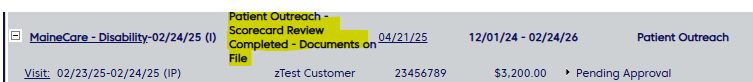 Patient Outreach -
Scorecard Review
MaineCare - Disability-02/24/25 (I) Completed - Documents on 04/21/25 12/01/24 - 02/24/26 Patient Outreach
File
Visit: 02/23/25-02/24/25 (IP) zTest Customer 23456789 $3,200.00 Pending Approval